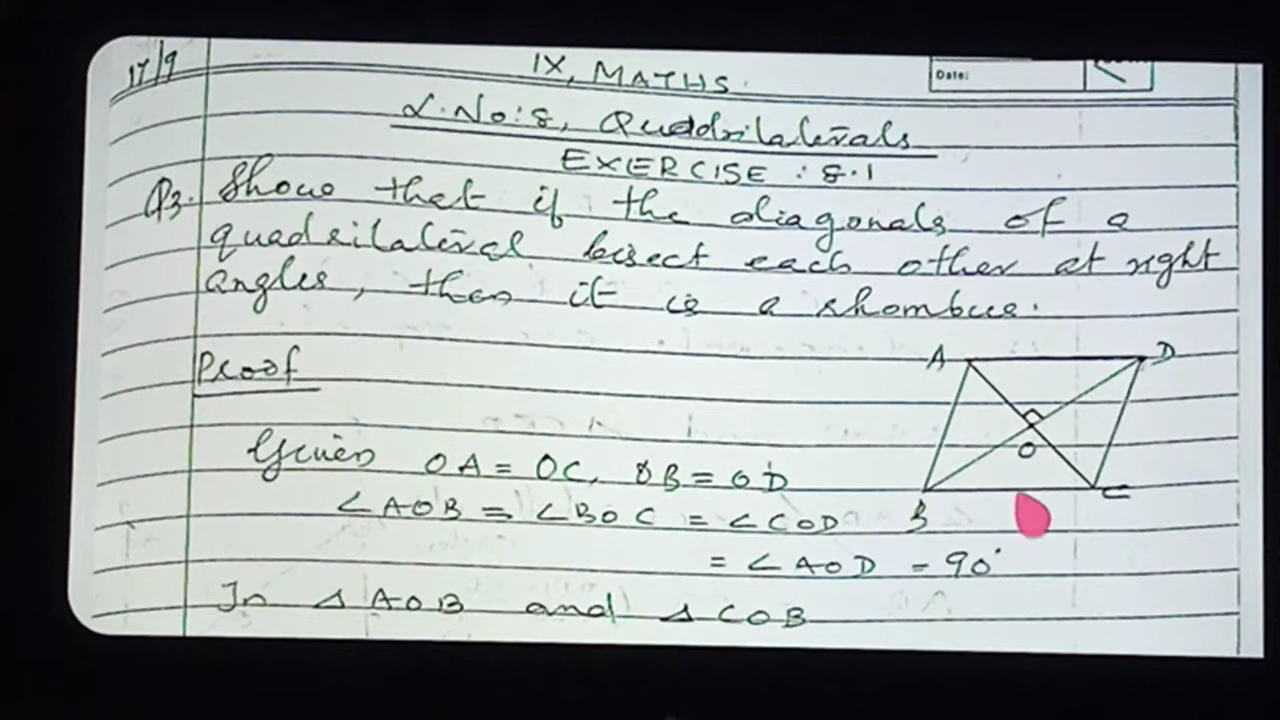 17/9
IX, MATHS.
Date:
L.No:8, Quadrilaterals
EXERCISE : 8.1
Q3. Show that if the diagonals of a
quadrilateral bisect each other at right
angles, then it is a rhombus.
A D
Proof
O
Given OA = OC, OB = OD
C
∠AOB = ∠BOC = ∠COD B
= ∠AOD = 90°
In △AOB and △COB